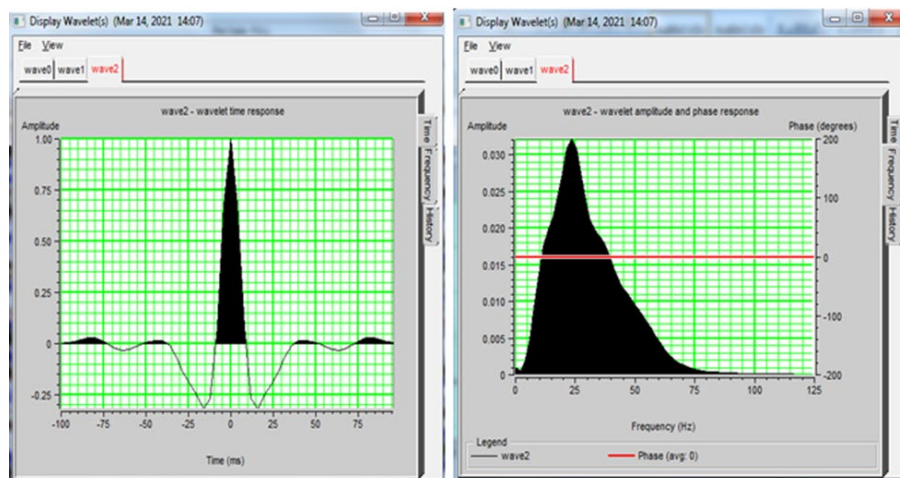 Display Wavelet(s) (Mar 14, 2021 14:07)
File View
wave0 wave1 wave2
wave2 - wavelet time response
Amplitude
1.00
0.75
0.50
0.25
0
-0.25
-100 -75 -50 -25 0 25 50 75
Time (ms)
Time
Frequency
History
Display Wavelet(s) (Mar 14, 2021 14:07)
File View
wave0 wave1 wave2
wave2 - wavelet amplitude and phase response
Amplitude Phase (degrees)
0.030
0.025
0.020
0.015
0.010
0.005
0
200
100
0
-100
-200
0 25 50 75 100 125
Frequency (Hz)
Legend
wave2 Phase (avg: 0)
Time
Frequency
History